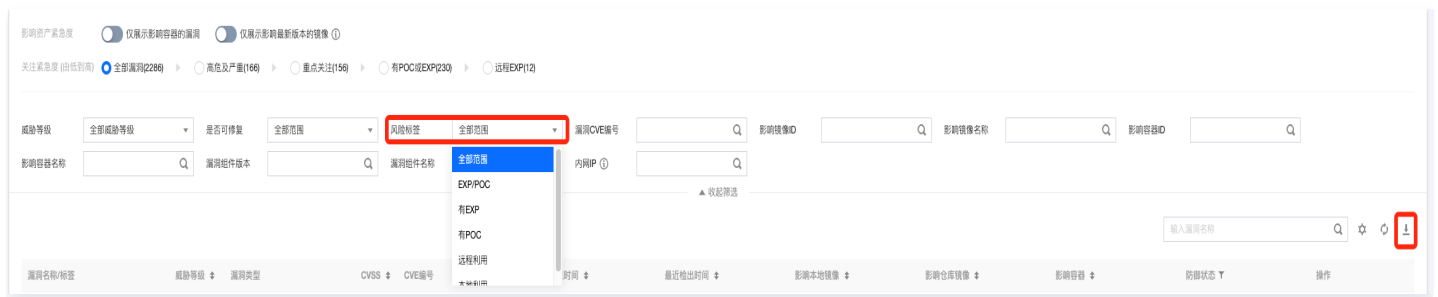 影响资产紧急度 仅展示影响容器的漏洞 仅展示影响最新版本的镜像
关注紧急度 (由低到高) 全部漏洞(2286) 高危及严重(166) 重点关注(156) 有POC或EXP(230) 远程EXP(12)
威胁等级 全部威胁等级 是否可修复 全部范围 风险标签 全部范围 漏洞CVE编号 影响镜像ID 影响镜像名称 影响容器ID
影响容器名称 漏洞组件版本 漏洞组件名称 内网IP
全部范围
EXP/POC
有EXP
有POC
远程利用
本地利用
收起筛选
输入漏洞名称
漏洞名称/标签 威胁等级 漏洞类型 CVSS CVE编号 时间 最近检出时间 影响本地镜像 影响仓库镜像 影响容器 防御状态 操作